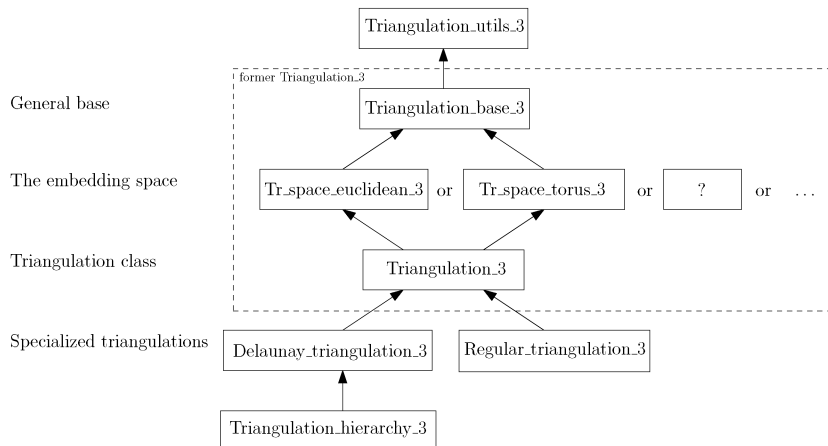 Triangulation_utils_3
former Triangulation_3
General base
Triangulation_base_3
The embedding space
Tr_space_euclidean_3 or Tr_space_torus_3 or ? or ...
Triangulation class
Triangulation_3
Specialized triangulations
Delaunay_triangulation_3
Regular_triangulation_3
Triangulation_hierarchy_3